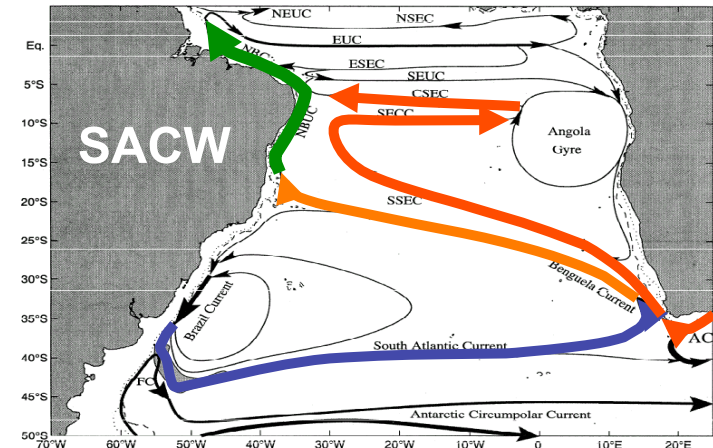 NEUC
NSEC
Eq.
EUC
NBC
ESEC
5°S
SEUC
CSEC
SECC
10°S
NBUC
Angola
Gyre
SACW
15°S
20°S
SSEC
25°S
30°S
Benguela Current
Brazil Current
35°S
South Atlantic Current
AC
40°S
FC
45°S
Antarctic Circumpolar Current
50°S
70°W 60°W 50°W 40°W 30°W 20°W 10°W 0 10°E 20°E